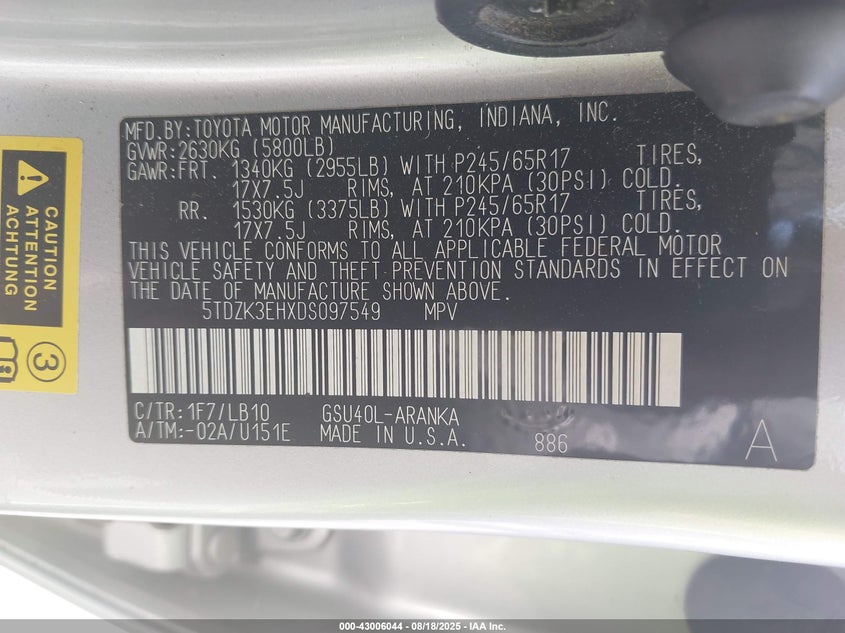 MFD.BY:TOYOTA MOTOR MANUFACTURING, INDIANA, INC.
GVWR:2630KG (5800LB)
GAWR:FRT. 1340KG (2955LB) WITH P245/65R17 TIRES,
17X7.5J RIMS, AT 210KPA (30PSI) COLD.
RR. 1530KG (3375LB) WITH P245/65R17 TIRES,
17X7.5J RIMS, AT 210KPA (30PSI) COLD.
THIS VEHICLE CONFORMS TO ALL APPLICABLE FEDERAL MOTOR
VEHICLE SAFETY AND THEFT PREVENTION STANDARDS IN EFFECT ON
THE DATE OF MANUFACTURE SHOWN ABOVE.
5TDZK3EHXDS097549 MPV
C/TR:1F7/LB10 GSU40L-ARANKA
A/TM:-02A/U151E MADE IN U.S.A. 886 A
CAUTION
ATTENTION
ACHTUNG
3
000-43006044 - 08/18/2025 - IAA Inc.